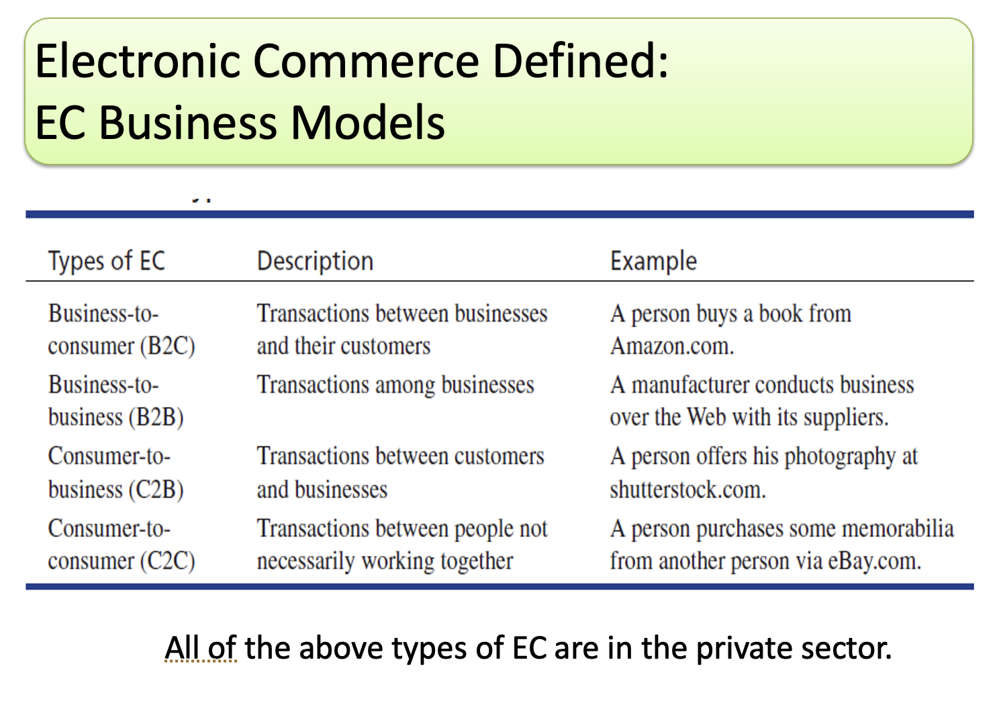 Electronic Commerce Defined:
EC Business Models
Types of EC Description Example
Business-to- Transactions between businesses A person buys a book from
consumer (B2C) and their customers Amazon.com.
Business-to- Transactions among businesses A manufacturer conducts business
business (B2B) over the Web with its suppliers.
Consumer-to- Transactions between customers A person offers his photography at
business (C2B) and businesses shutterstock.com.
Consumer-to- Transactions between people not A person purchases some memorabilia
consumer (C2C) necessarily working together from another person via eBay.com.
All of the above types of EC are in the private sector.